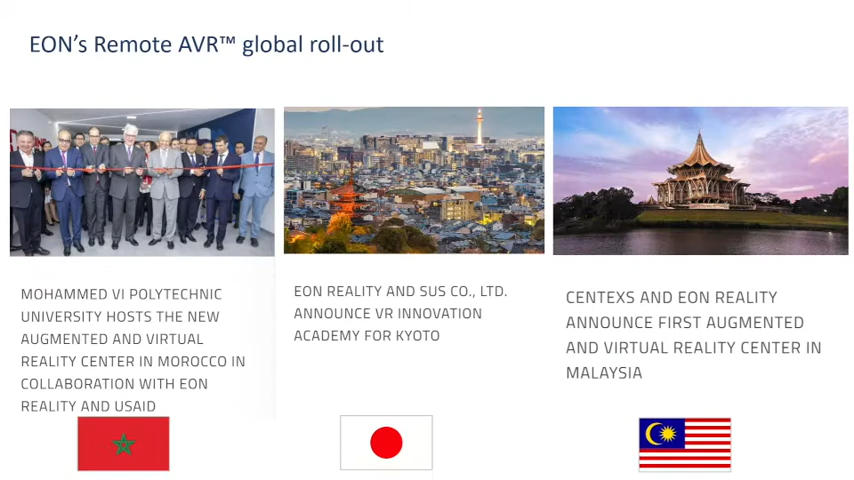 EON’s Remote AVR™ global roll-out
MOHAMMED VI POLYTECHNIC
UNIVERSITY HOSTS THE NEW
AUGMENTED AND VIRTUAL
REALITY CENTER IN MOROCCO IN
COLLABORATION WITH EON
REALITY AND USAID
EON REALITY AND SUS CO., LTD.
ANNOUNCE VR INNOVATION
ACADEMY FOR KYOTO
CENTEXS AND EON REALITY
ANNOUNCE FIRST AUGMENTED
AND VIRTUAL REALITY CENTER IN
MALAYSIA